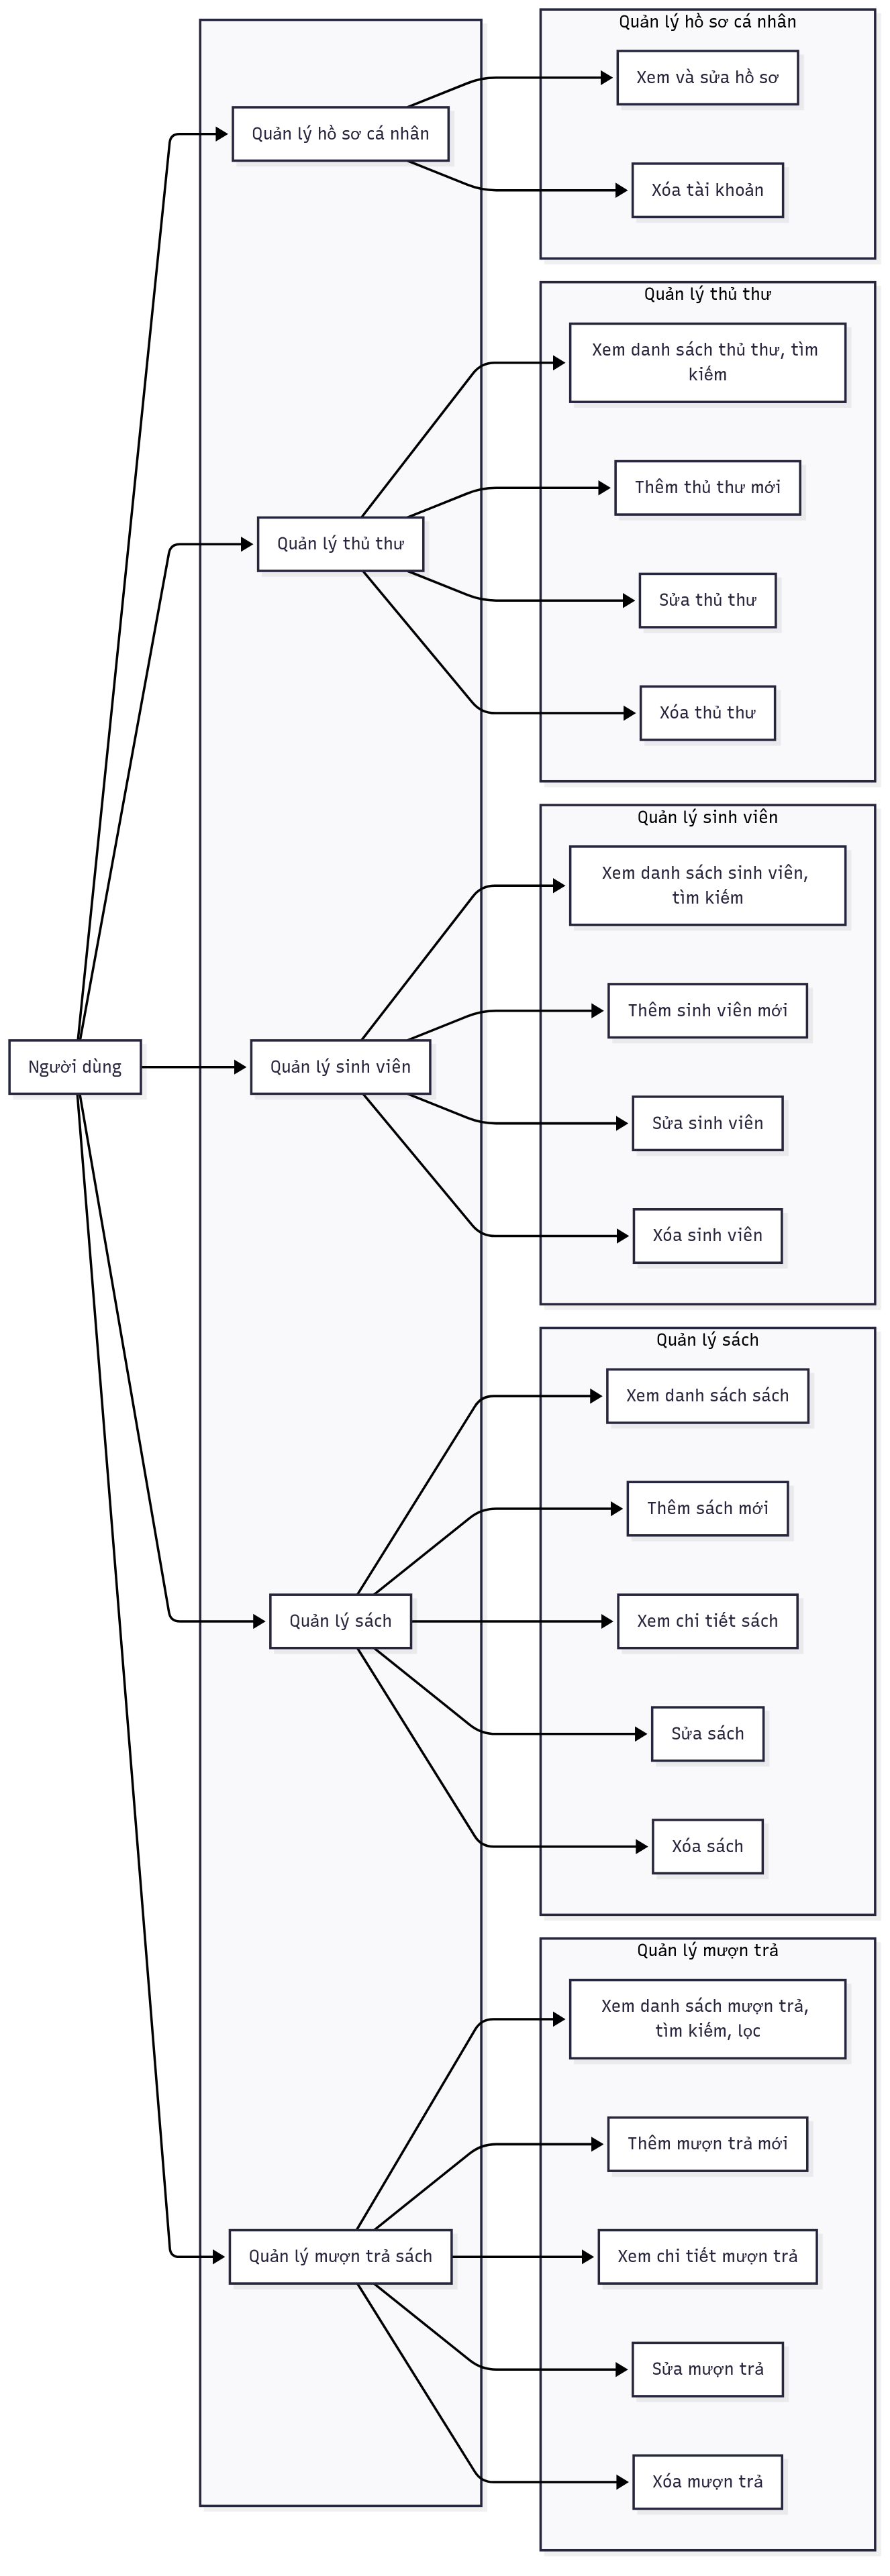 Người dùng
Quản lý hồ sơ cá nhân
Quản lý thủ thư
Quản lý sinh viên
Quản lý sách
Quản lý mượn trả sách
Quản lý hồ sơ cá nhân
Xem và sửa hồ sơ
Xóa tài khoản
Quản lý thủ thư
Xem danh sách thủ thư, tìm
kiếm
Thêm thủ thư mới
Sửa thủ thư
Xóa thủ thư
Quản lý sinh viên
Xem danh sách sinh viên,
tìm kiếm
Thêm sinh viên mới
Sửa sinh viên
Xóa sinh viên
Quản lý sách
Xem danh sách sách
Thêm sách mới
Xem chi tiết sách
Sửa sách
Xóa sách
Quản lý mượn trả
Xem danh sách mượn trả,
tìm kiếm, lọc
Thêm mượn trả mới
Xem chi tiết mượn trả
Sửa mượn trả
Xóa mượn trả